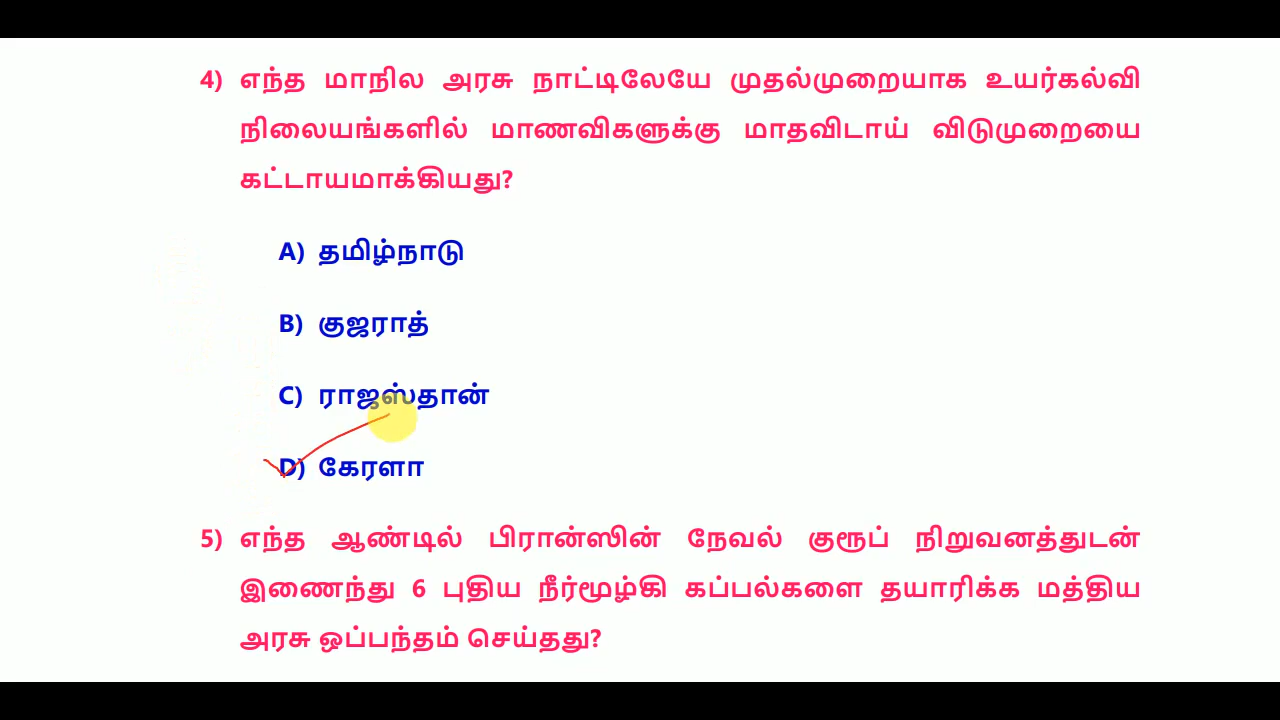 4) எந்த மாநில அரசு நாட்டிலேயே முதல்முறையாக உயர்கல்வி
நிலையங்களில் மாணவிகளுக்கு மாதவிடாய் விடுமுறையை
கட்டாயமாக்கியது?
A) தமிழ்நாடு
B) குஜராத்
C) ராஜஸ்தான்
D) கேரளா
5) எந்த ஆண்டில் பிரான்ஸின் நேவல் குரூப் நிறுவனத்துடன்
இணைந்து 6 புதிய நீர்மூழ்கி கப்பல்களை தயாரிக்க மத்திய
அரசு ஒப்பந்தம் செய்தது?